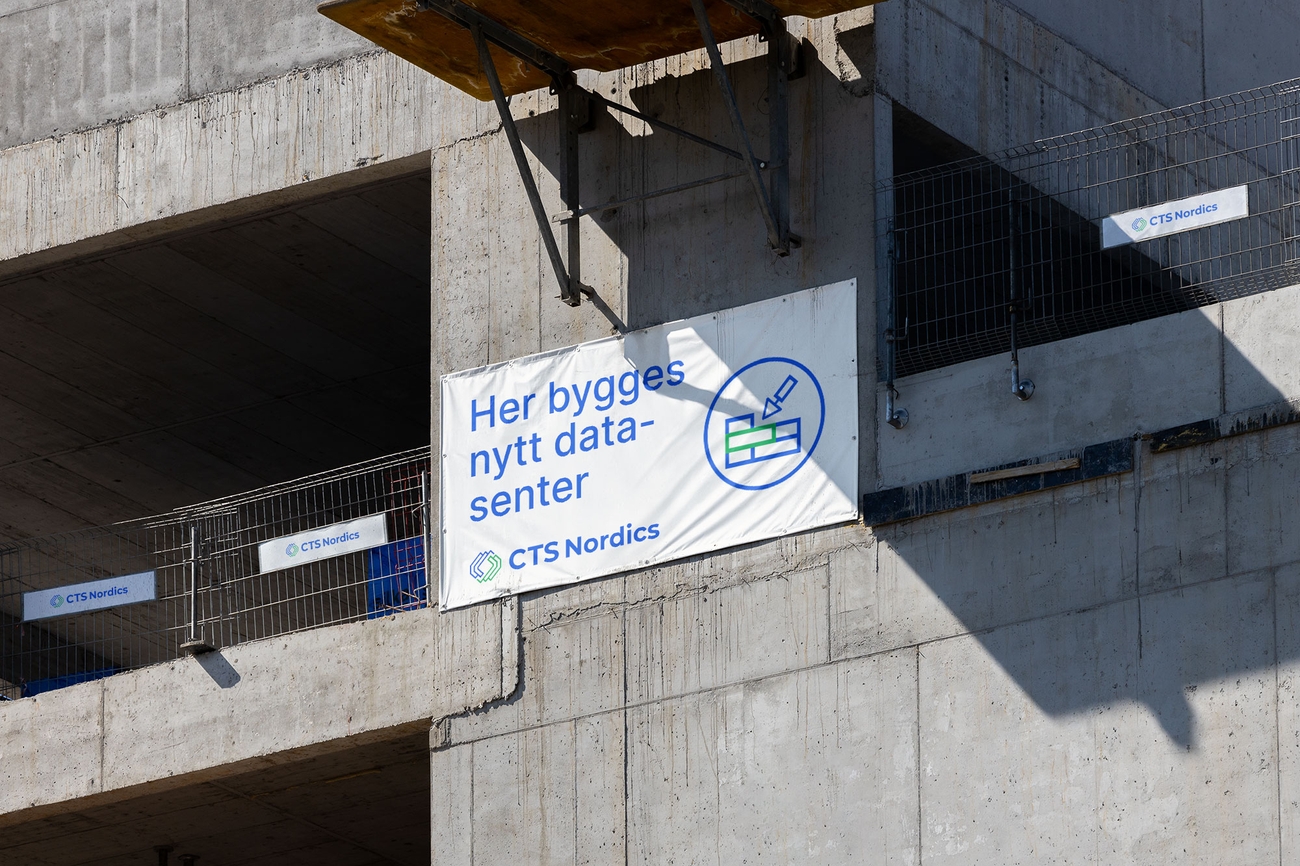 Her bygges
nytt data-
senter
CTS Nordics
CTS Nordics
CTS Nordics
CTS Nordics